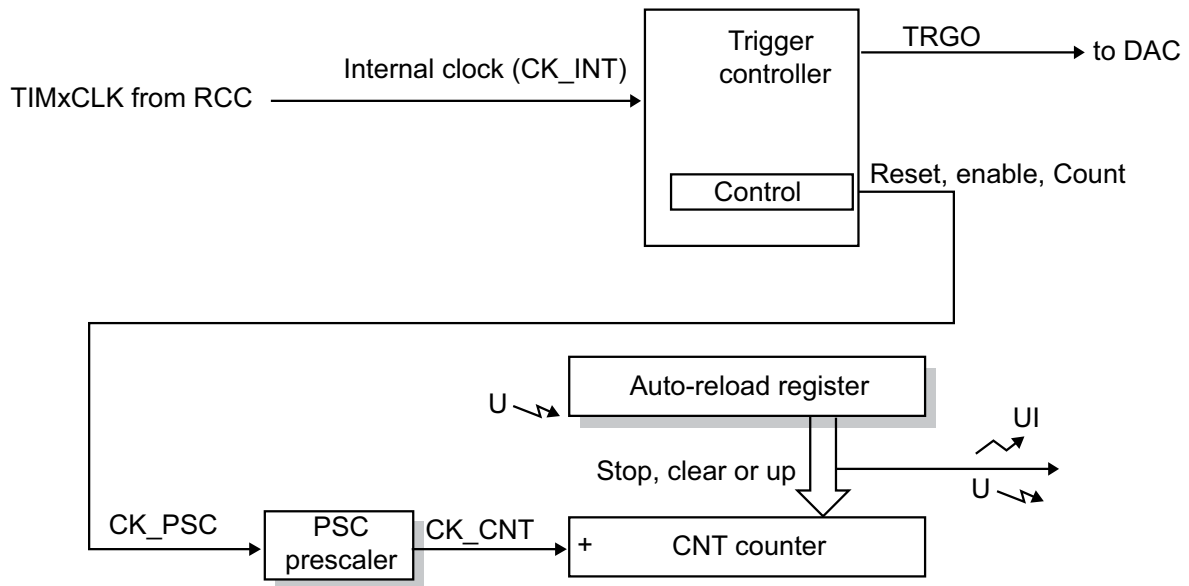 Trigger
controller
TRGO
to DAC
Internal clock (CK_INT)
TIMxCLK from RCC
Control
Reset, enable, Count
Auto-reload register
U
UI
Stop, clear or up
U
CK_PSC
PSC
prescaler
CK_CNT
+
CNT counter